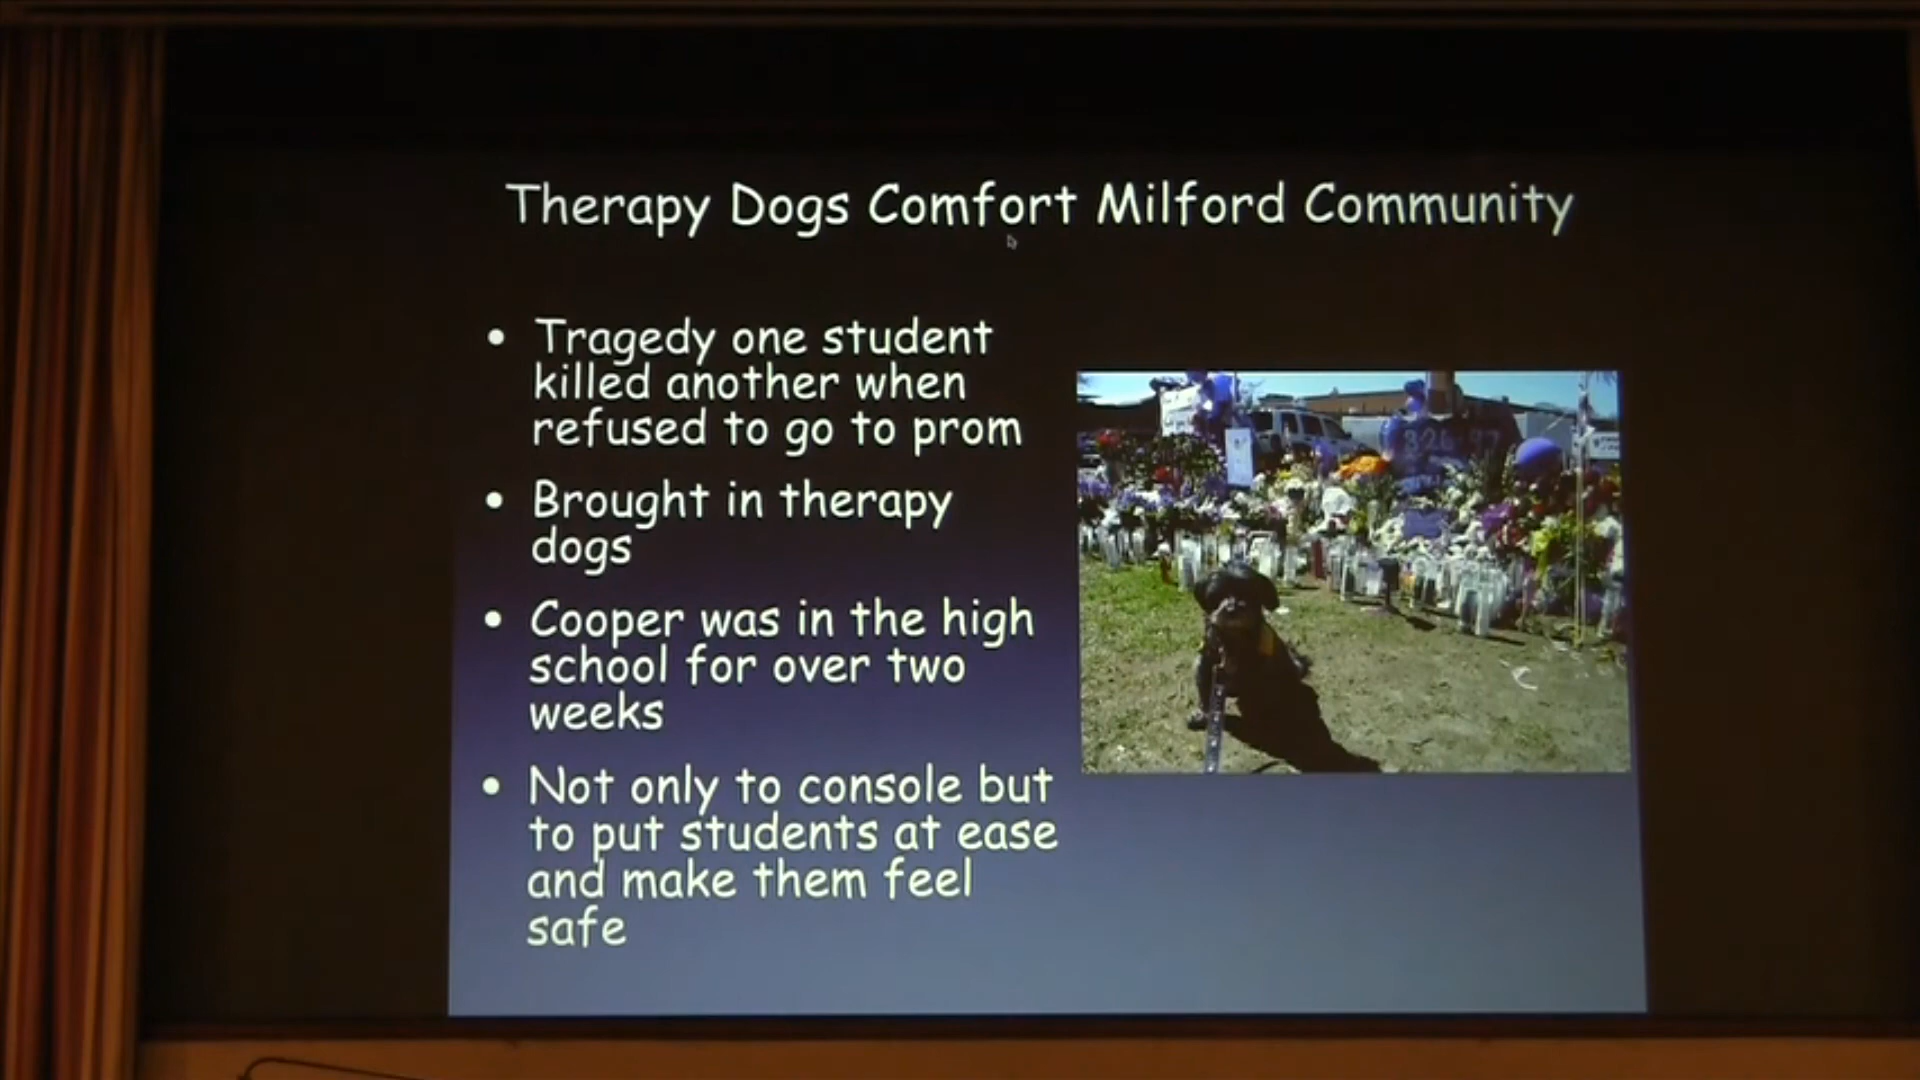 Therapy Dogs Comfort Milford Community
• Tragedy one student
killed another when
refused to go to prom
• Brought in therapy
dogs
• Cooper was in the high
school for over two
weeks
• Not only to console but
to put students at ease
and make them feel
safe